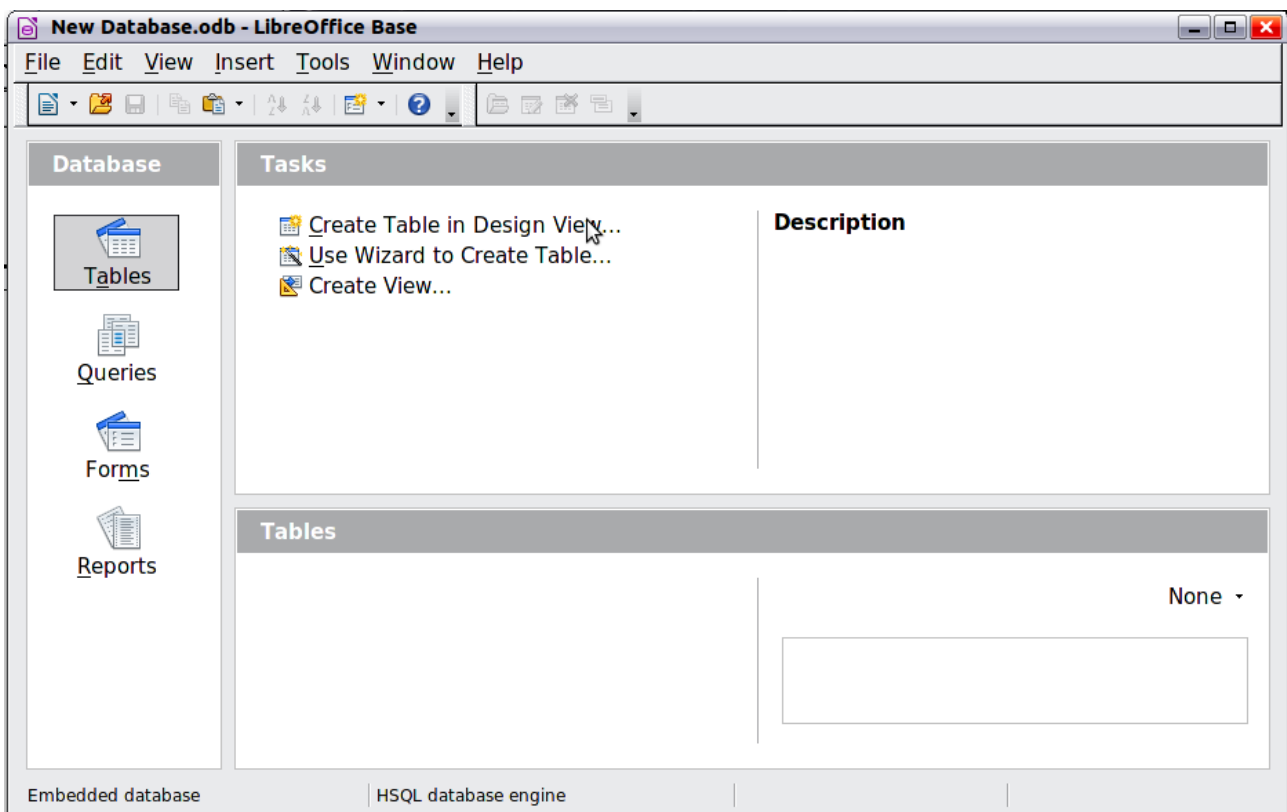 New Database.odb - LibreOffice Base
File Edit View Insert Tools Window Help
Database
Tables
Queries
Forms
Reports
Tasks
Create Table in Design View...
Use Wizard to Create Table...
Create View...
Description
Tables
None
Embedded database
HSQL database engine